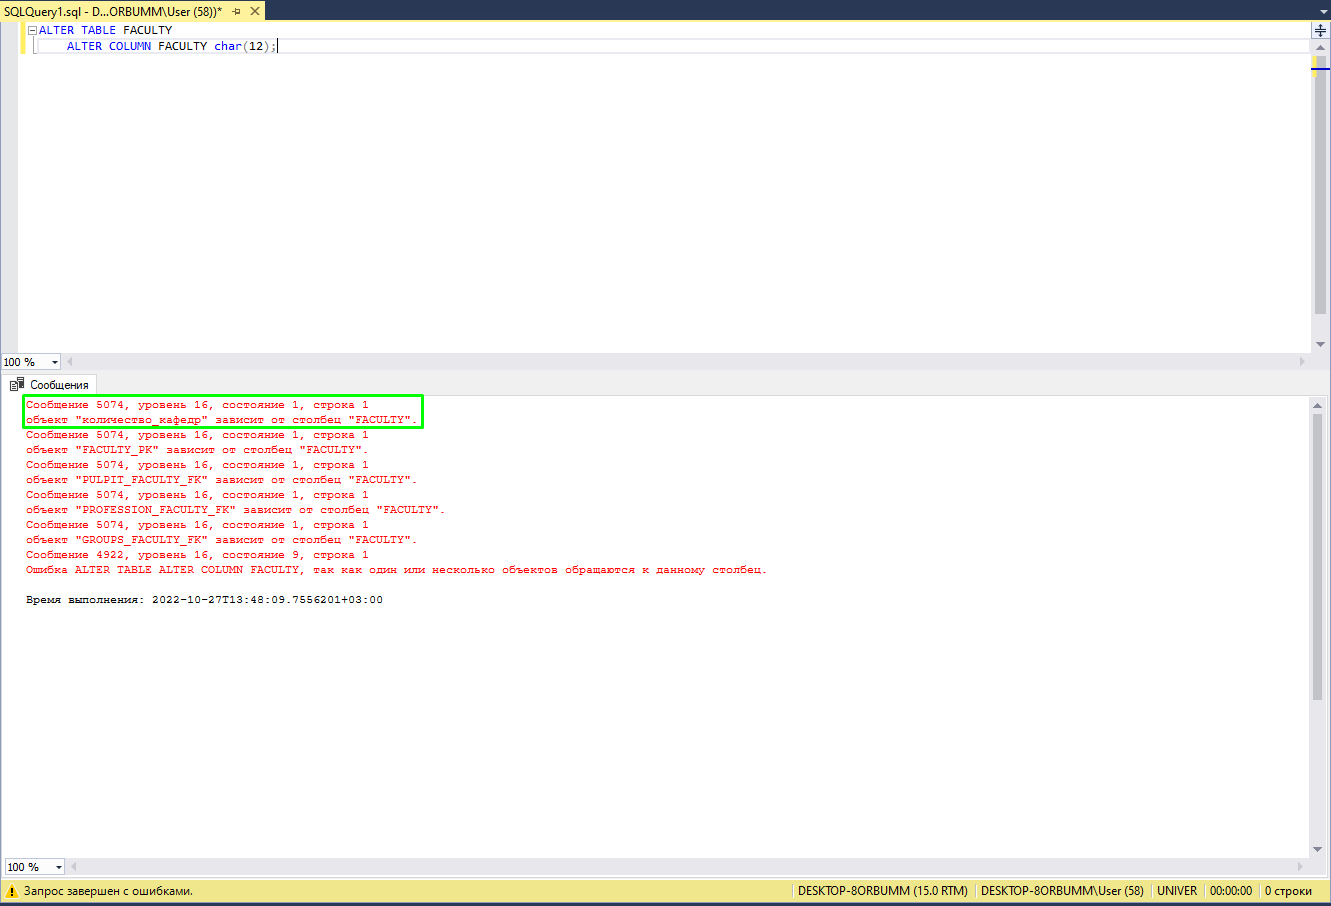 SQLQuery1.sql - D...ORBUMM\User (58))*
ALTER TABLE FACULTY
ALTER COLUMN FACULTY char(12);
100 %
Сообщения
Сообщение 5074, уровень 16, состояние 1, строка 1
объект "количество_кафедр" зависит от столбец "FACULTY".
Сообщение 5074, уровень 16, состояние 1, строка 1
объект "FACULTY_PK" зависит от столбец "FACULTY".
Сообщение 5074, уровень 16, состояние 1, строка 1
объект "PULPIT_FACULTY_FK" зависит от столбец "FACULTY".
Сообщение 5074, уровень 16, состояние 1, строка 1
объект "PROFESSION_FACULTY_FK" зависит от столбец "FACULTY".
Сообщение 5074, уровень 16, состояние 1, строка 1
объект "GROUPS_FACULTY_FK" зависит от столбец "FACULTY".
Сообщение 4922, уровень 16, состояние 9, строка 1
Ошибка ALTER TABLE ALTER COLUMN FACULTY, так как один или несколько объектов обращаются к данному столбец.
Время выполнения: 2022-10-27T13:48:09.7556201+03:00
100 %
Запрос завершен с ошибками. DESKTOP-8ORBUMM (15.0 RTM) DESKTOP-8ORBUMM\User (58) UNIVER 00:00:00 0 строки